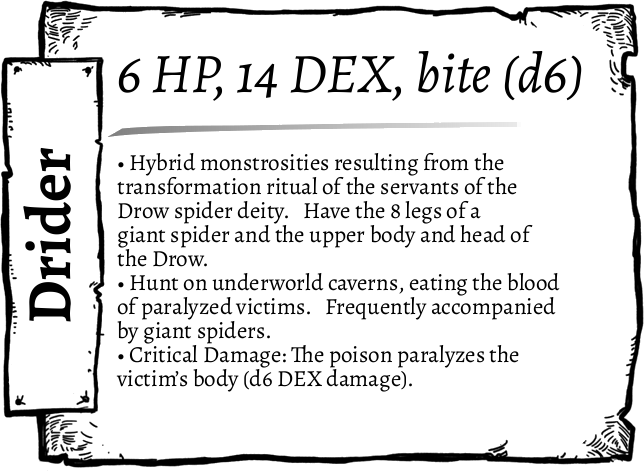 Drider
6 HP, 14 DEX, bite (d6)
• Hybrid monstrosities resulting from the
transformation ritual of the servants of the
Drow spider deity.   Have the 8 legs of a
giant spider and the upper body and head of
the Drow.
• Hunt on underworld caverns, eating the blood
of paralyzed victims.   Frequently accompanied
by giant spiders.
• Critical Damage: The poison paralyzes the
victim's body (d6 DEX damage).